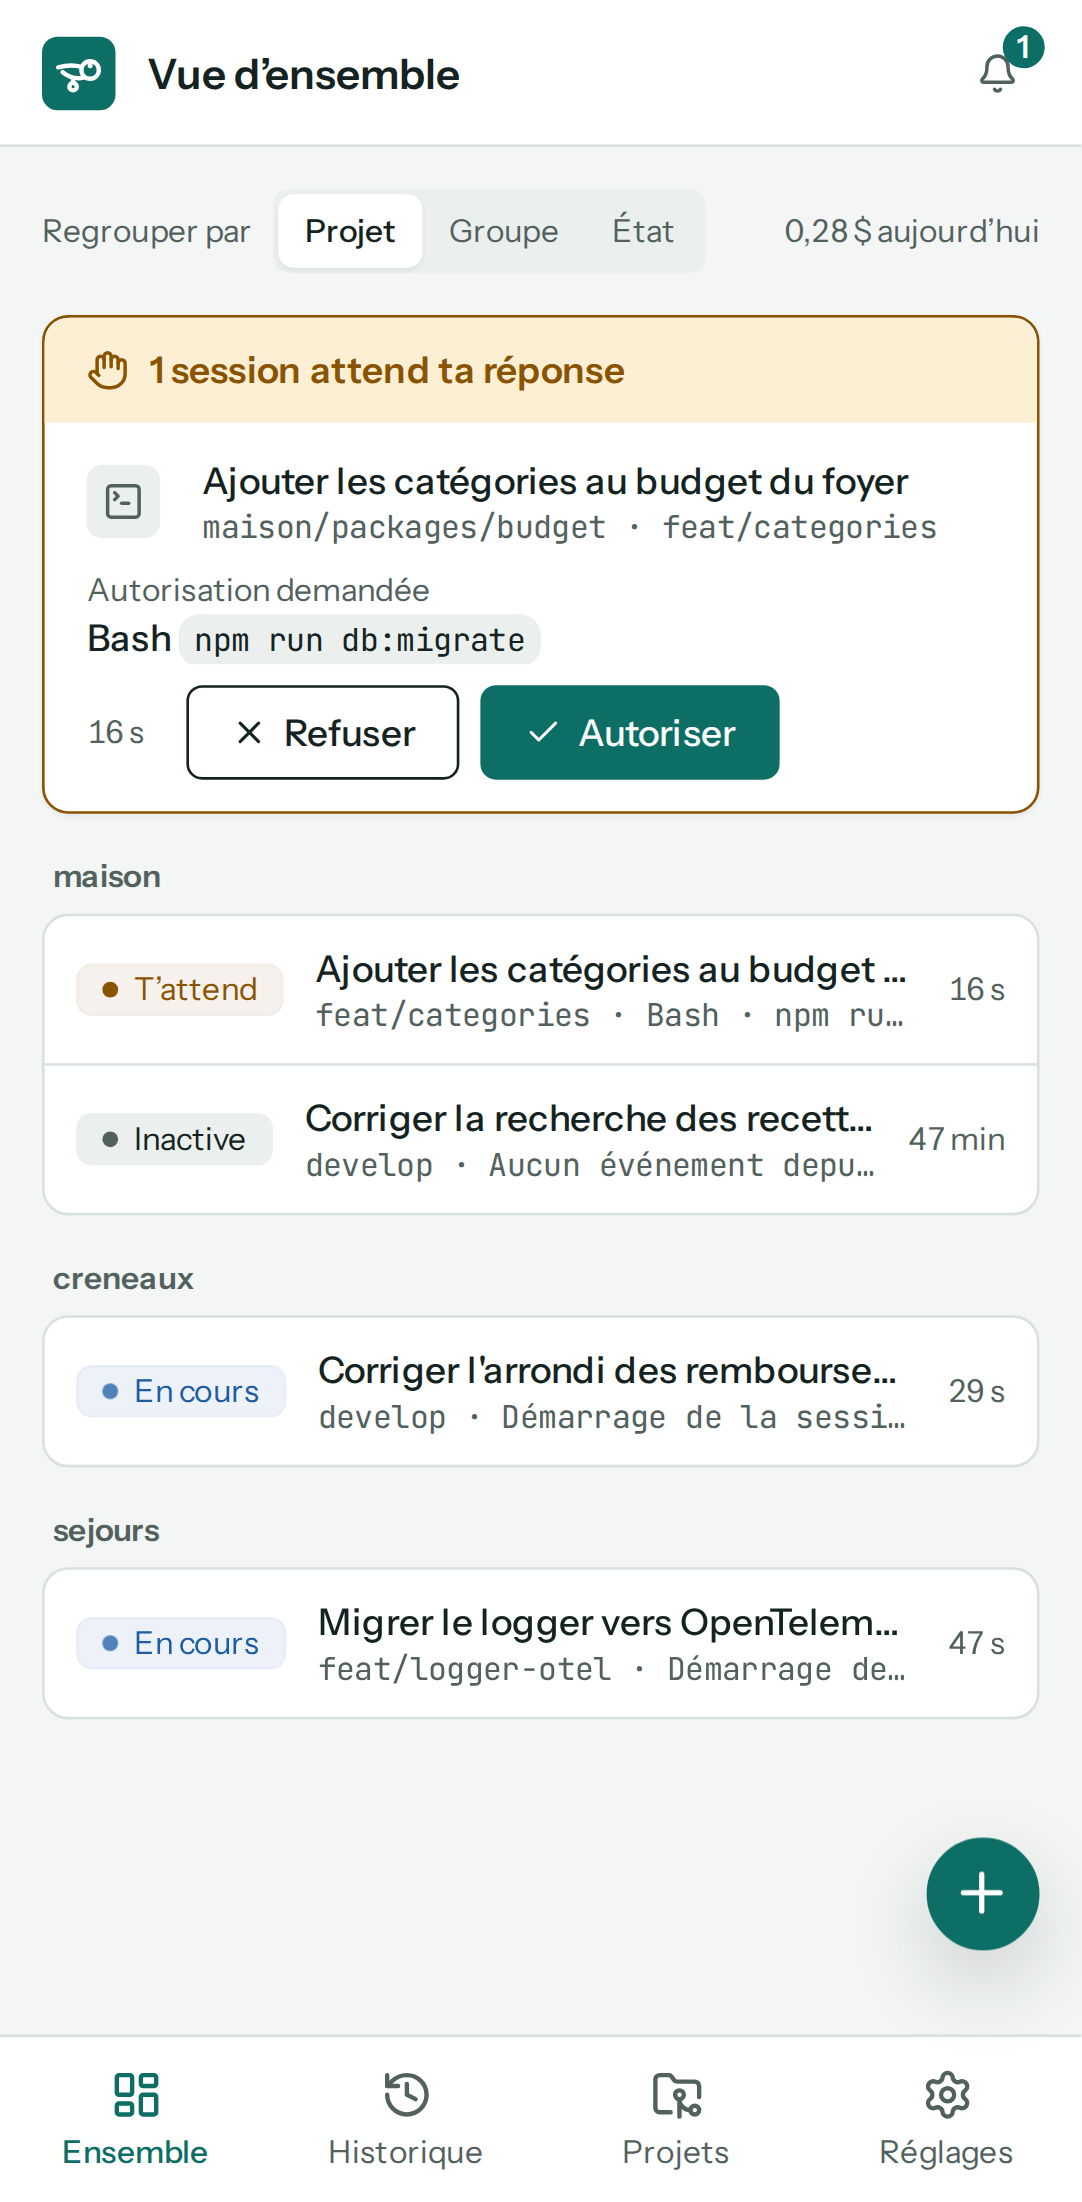 Vue d’ensemble
1
Regrouper par Projet Groupe État 0,28 $ aujourd’hui
1 session attend ta réponse
Ajouter les catégories au budget du foyer
maison/packages/budget · feat/categories
Autorisation demandée
Bash npm run db:migrate
16 s Refuser Autoriser
maison
T’attend Ajouter les catégories au budget … 16 s
feat/categories · Bash · npm ru…
Inactive Corriger la recherche des recett… 47 min
develop · Aucun événement depu…
creneaux
En cours Corriger l'arrondi des rembourse… 29 s
develop · Démarrage de la sessi…
sejours
En cours Migrer le logger vers OpenTelem… 47 s
feat/logger-otel · Démarrage de…
Ensemble Historique Projets Réglages